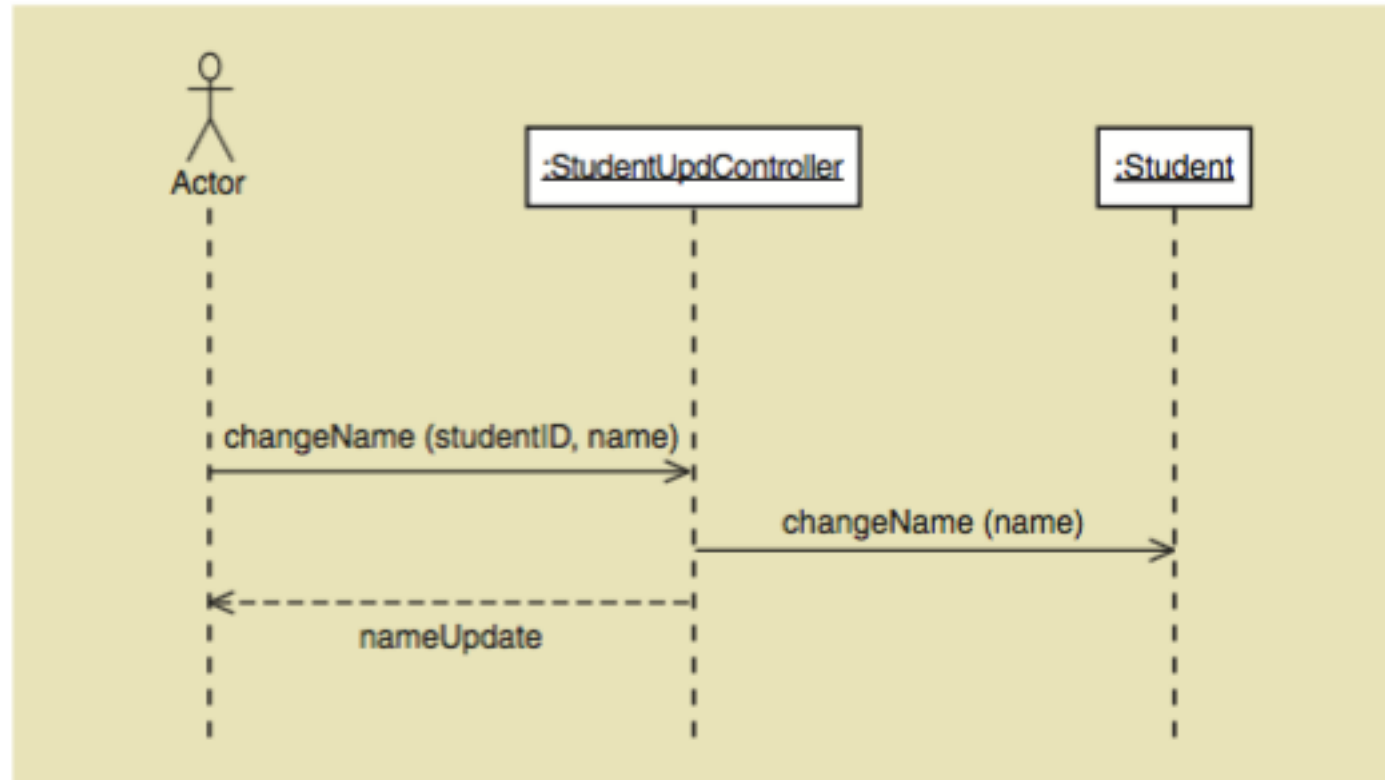 Actor
:StudentUpdController
:Student
changeName (studentID, name)
changeName (name)
nameUpdate